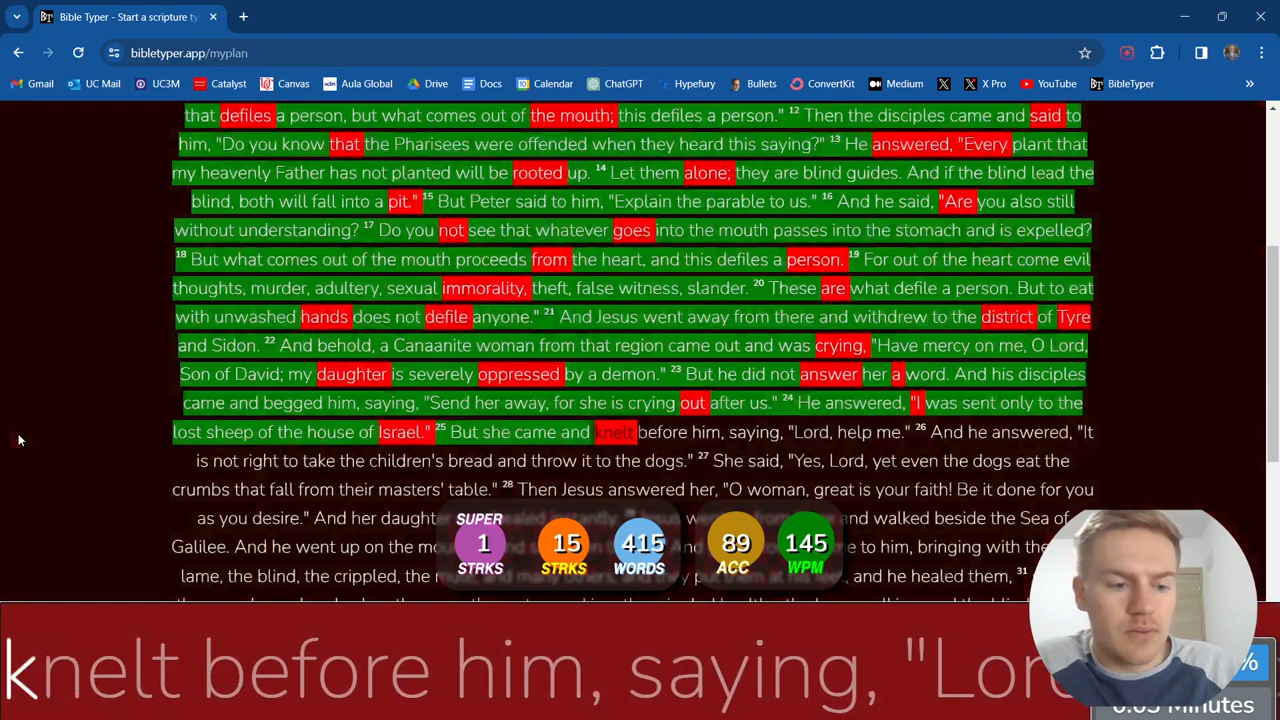 Bible Typer - Start a scripture t
bibletyper.app/myplan
Gmail UC Mail UC3M Catalyst Canvas Aula Global Drive Docs Calendar ChatGPT Hypefury Bullets ConvertKit Medium X X Pro YouTube BibleTyper »
that defiles a person, but what comes out of the mouth; this defiles a person." 12 Then the disciples came and said to
him, "Do you know that the Pharisees were offended when they heard this saying?" 13 He answered, "Every plant that
my heavenly Father has not planted will be rooted up. 14 Let them alone; they are blind guides. And if the blind lead the
blind, both will fall into a pit." 15 But Peter said to him, "Explain the parable to us." 16 And he said, "Are you also still
without understanding? 17 Do you not see that whatever goes into the mouth passes into the stomach and is expelled?
18 But what comes out of the mouth proceeds from the heart, and this defiles a person. 19 For out of the heart come evil
thoughts, murder, adultery, sexual immorality, theft, false witness, slander. 20 These are what defile a person. But to eat
with unwashed hands does not defile anyone." 21 And Jesus went away from there and withdrew to the district of Tyre
and Sidon. 22 And behold, a Canaanite woman from that region came out and was crying, "Have mercy on me, O Lord,
Son of David; my daughter is severely oppressed by a demon." 23 But he did not answer her a word. And his disciples
came and begged him, saying, "Send her away, for she is crying out after us." 24 He answered, "I was sent only to the
lost sheep of the house of Israel." 25 But she came and knelt before him, saying, "Lord, help me." 26 And he answered, "It
is not right to take the children's bread and throw it to the dogs." 27 She said, "Yes, Lord, yet even the dogs eat the
crumbs that fall from their masters' table." 28 Then Jesus answered her, "O woman, great is your faith! Be it done for you
as you desire." And her daughter and walked beside the Sea of
Galilee. And he went up on the to him, bringing with
lame, the blind, the crippled, the and he healed them, 31
SUPER 1 STRKS
15 STRKS
415 WORDS
89 ACC
145 WPM
knelt before him, saying, "Lor
%
0.03 Minutes